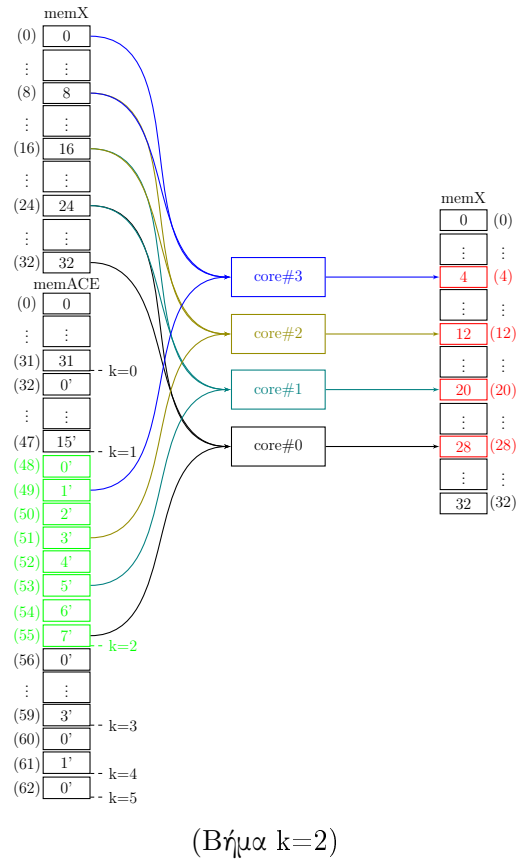 memX
(0) 0
⋮ ⋮
(8) 8
⋮ ⋮
(16) 16
⋮ ⋮
(24) 24
⋮ ⋮
(32) 32
memACE
(0) 0
⋮ ⋮
(31) 31
k=0
(32) 0'
⋮ ⋮
(47) 15'
k=1
(48) 0'
(49) 1'
(50) 2'
(51) 3'
(52) 4'
(53) 5'
(54) 6'
(55) 7'
k=2
(56) 0'
⋮ ⋮
(59) 3'
k=3
(60) 0'
(61) 1'
k=4
(62) 0'
k=5
core#3
core#2
core#1
core#0
memX
0 (0)
⋮ ⋮
4 (4)
⋮ ⋮
12 (12)
⋮ ⋮
20 (20)
⋮ ⋮
28 (28)
⋮ ⋮
32 (32)
(Βήμα k=2)